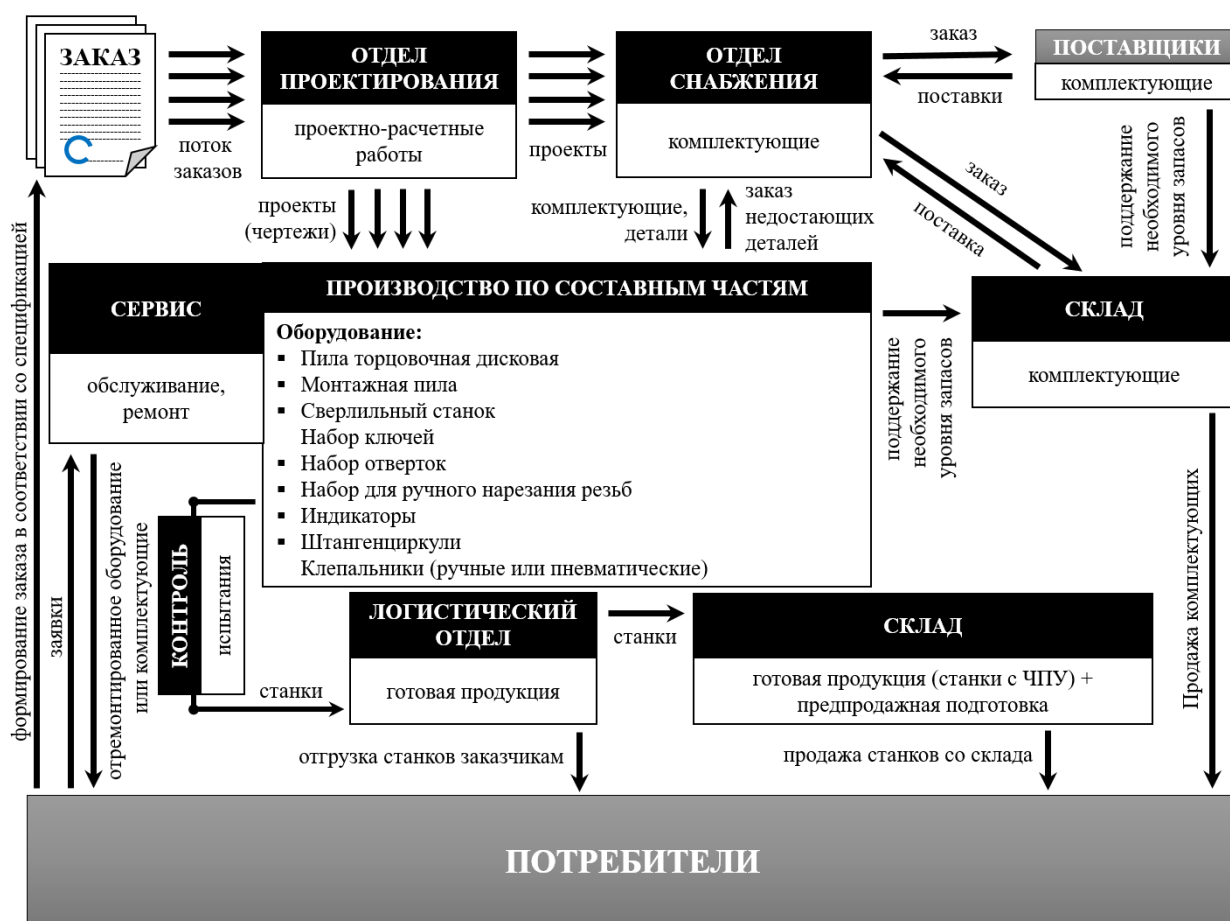 ЗАКАЗ
поток
заказов
ОТДЕЛ
ПРОЕКТИРОВАНИЯ
проектно-расчетные
работы
проекты
ОТДЕЛ
СНАБЖЕНИЯ
комплектующие
заказ
поставки
ПОСТАВЩИКИ
комплектующие
проекты
(чертежи)
комплектующие,
детали
заказ
недостающих
деталей
заказ
поставка
поддержание
необходимого
уровня запасов
формирование заказа в соответствии со спецификацией
СЕРВИС
обслуживание,
ремонт
ПРОИЗВОДСТВО ПО СОСТАВНЫМ ЧАСТЯМ
Оборудование:
▪ Пила торцовочная дисковая
▪ Монтажная пила
▪ Сверлильный станок
Набор ключей
▪ Набор отверток
▪ Набор для ручного нарезания резьб
▪ Индикаторы
▪ Штангенциркули
Клепальники (ручные или пневматические)
поддержание
необходимого
уровня запасов
СКЛАД
комплектующие
заявки
отремонтированное оборудование
или комплектующие
КОНТРОЛЬ
испытания
станки
ЛОГИСТИЧЕСКИЙ
ОТДЕЛ
готовая продукция
станки
СКЛАД
готовая продукция (станки с ЧПУ) +
предпродажная подготовка
Продажа комплектующих
отгрузка станков заказчикам
продажа станков со склада
ПОТРЕБИТЕЛИ